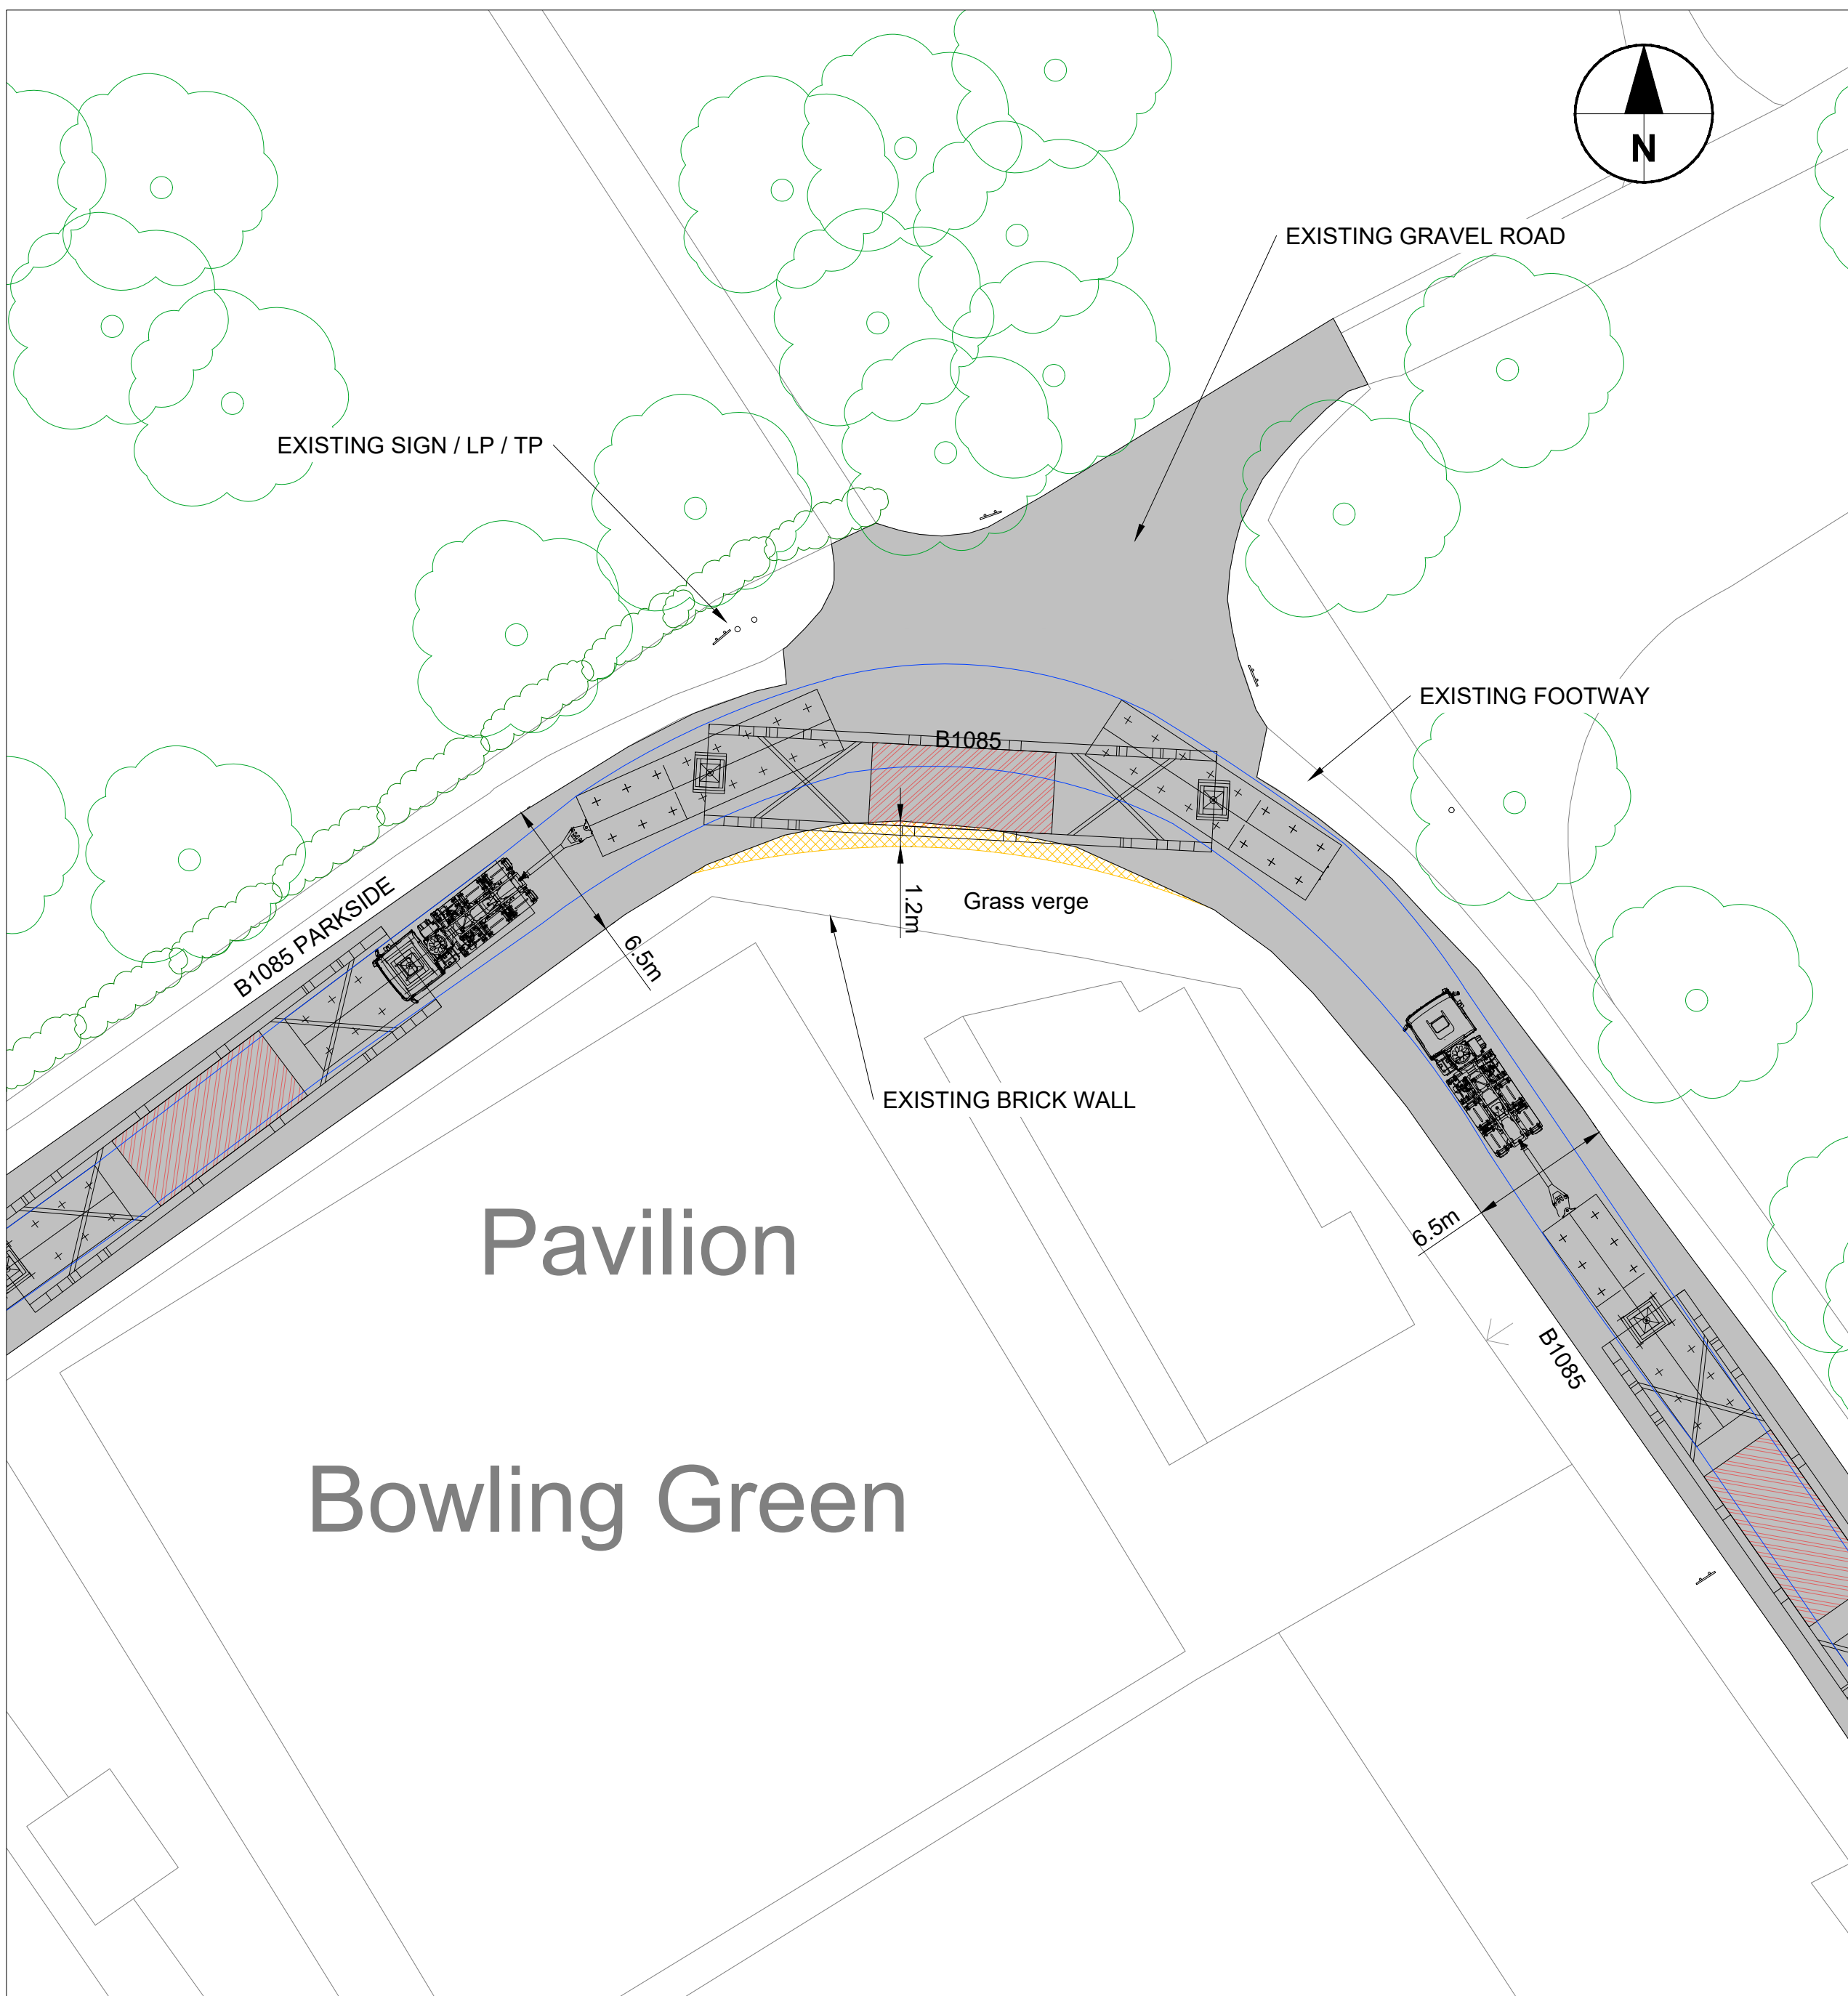 N
EXISTING GRAVEL ROAD
EXISTING SIGN / LP / TP
EXISTING FOOTWAY
B1085
B1085 PARKSIDE
1.2m
Grass verge
6.5m
EXISTING BRICK WALL
Pavilion
6.5m
B1085
Bowling Green